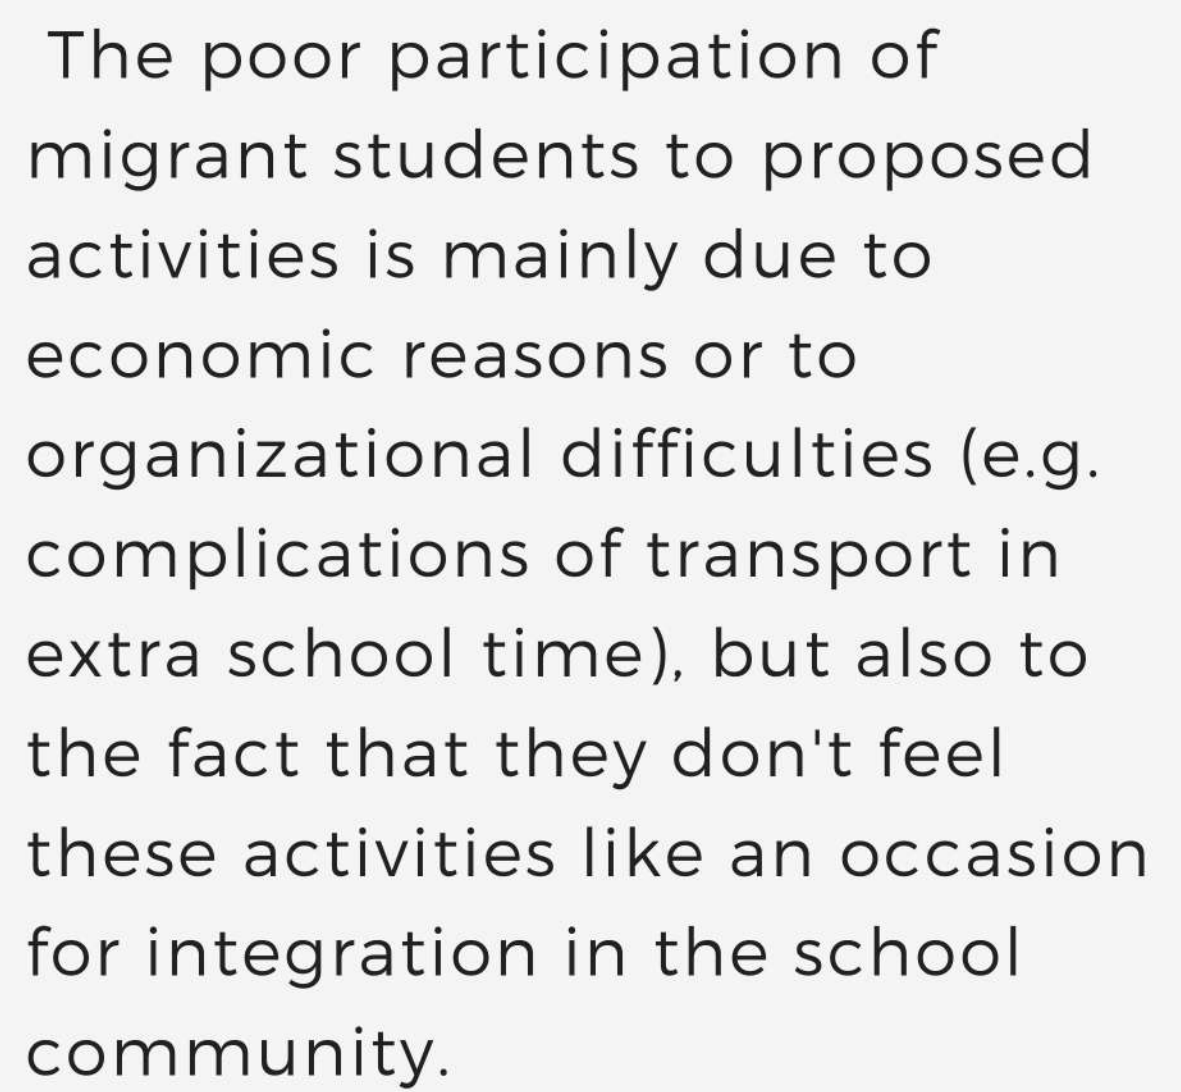 The poor participation of
migrant students to proposed
activities is mainly due to
economic reasons or to
organizational difficulties (e.g.
complications of transport in
extra school time), but also to
the fact that they don't feel
these activities like an occasion
for integration in the school
community.